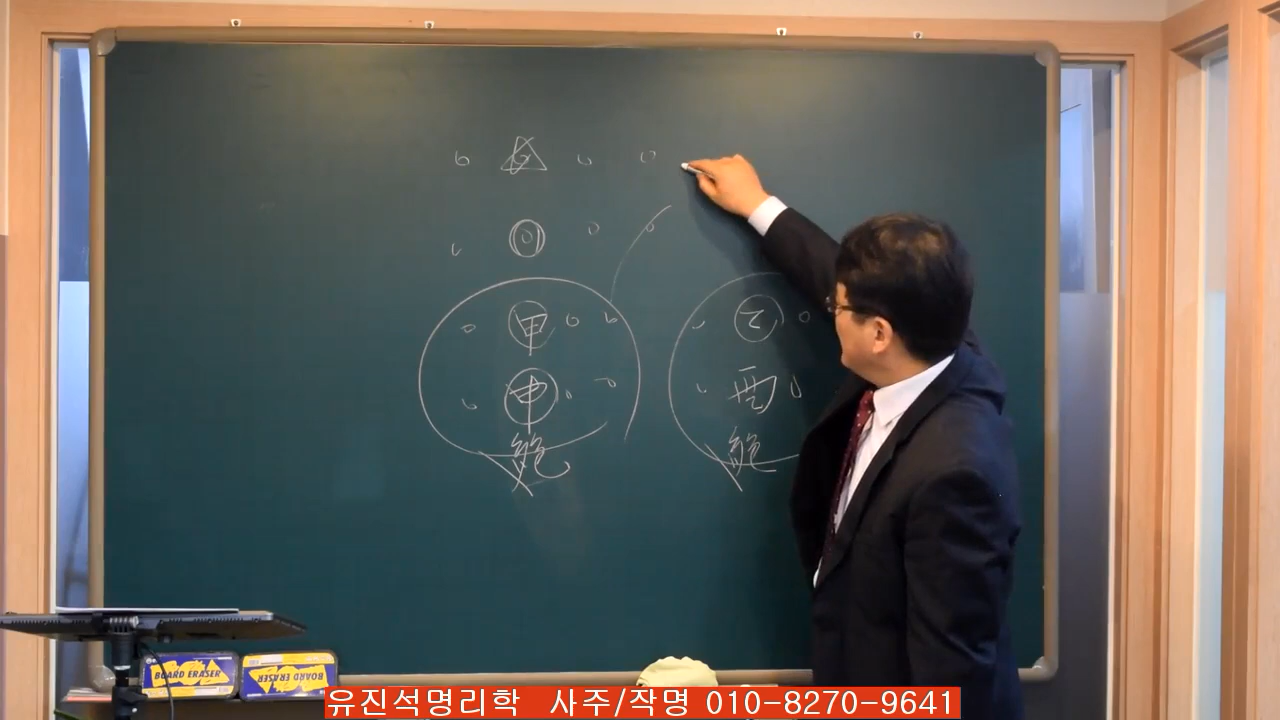 甲 乙
申 酉
絶 絶
BOARD ERASER BOARD ERASER
유진석명리학 사주/작명 010-8270-9641